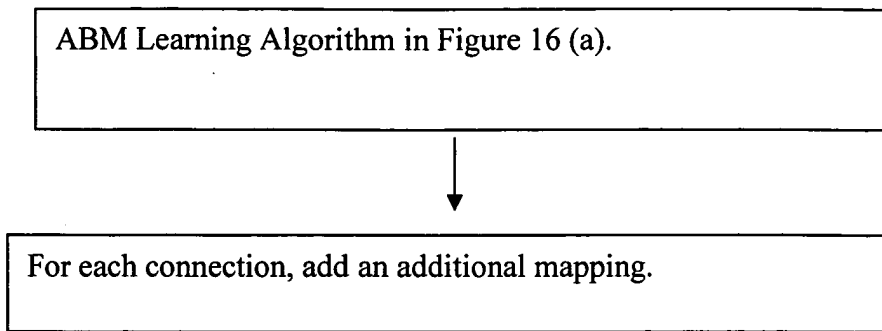 ABM Learning Algorithm in Figure 16 (a).
For each connection, add an additional mapping.